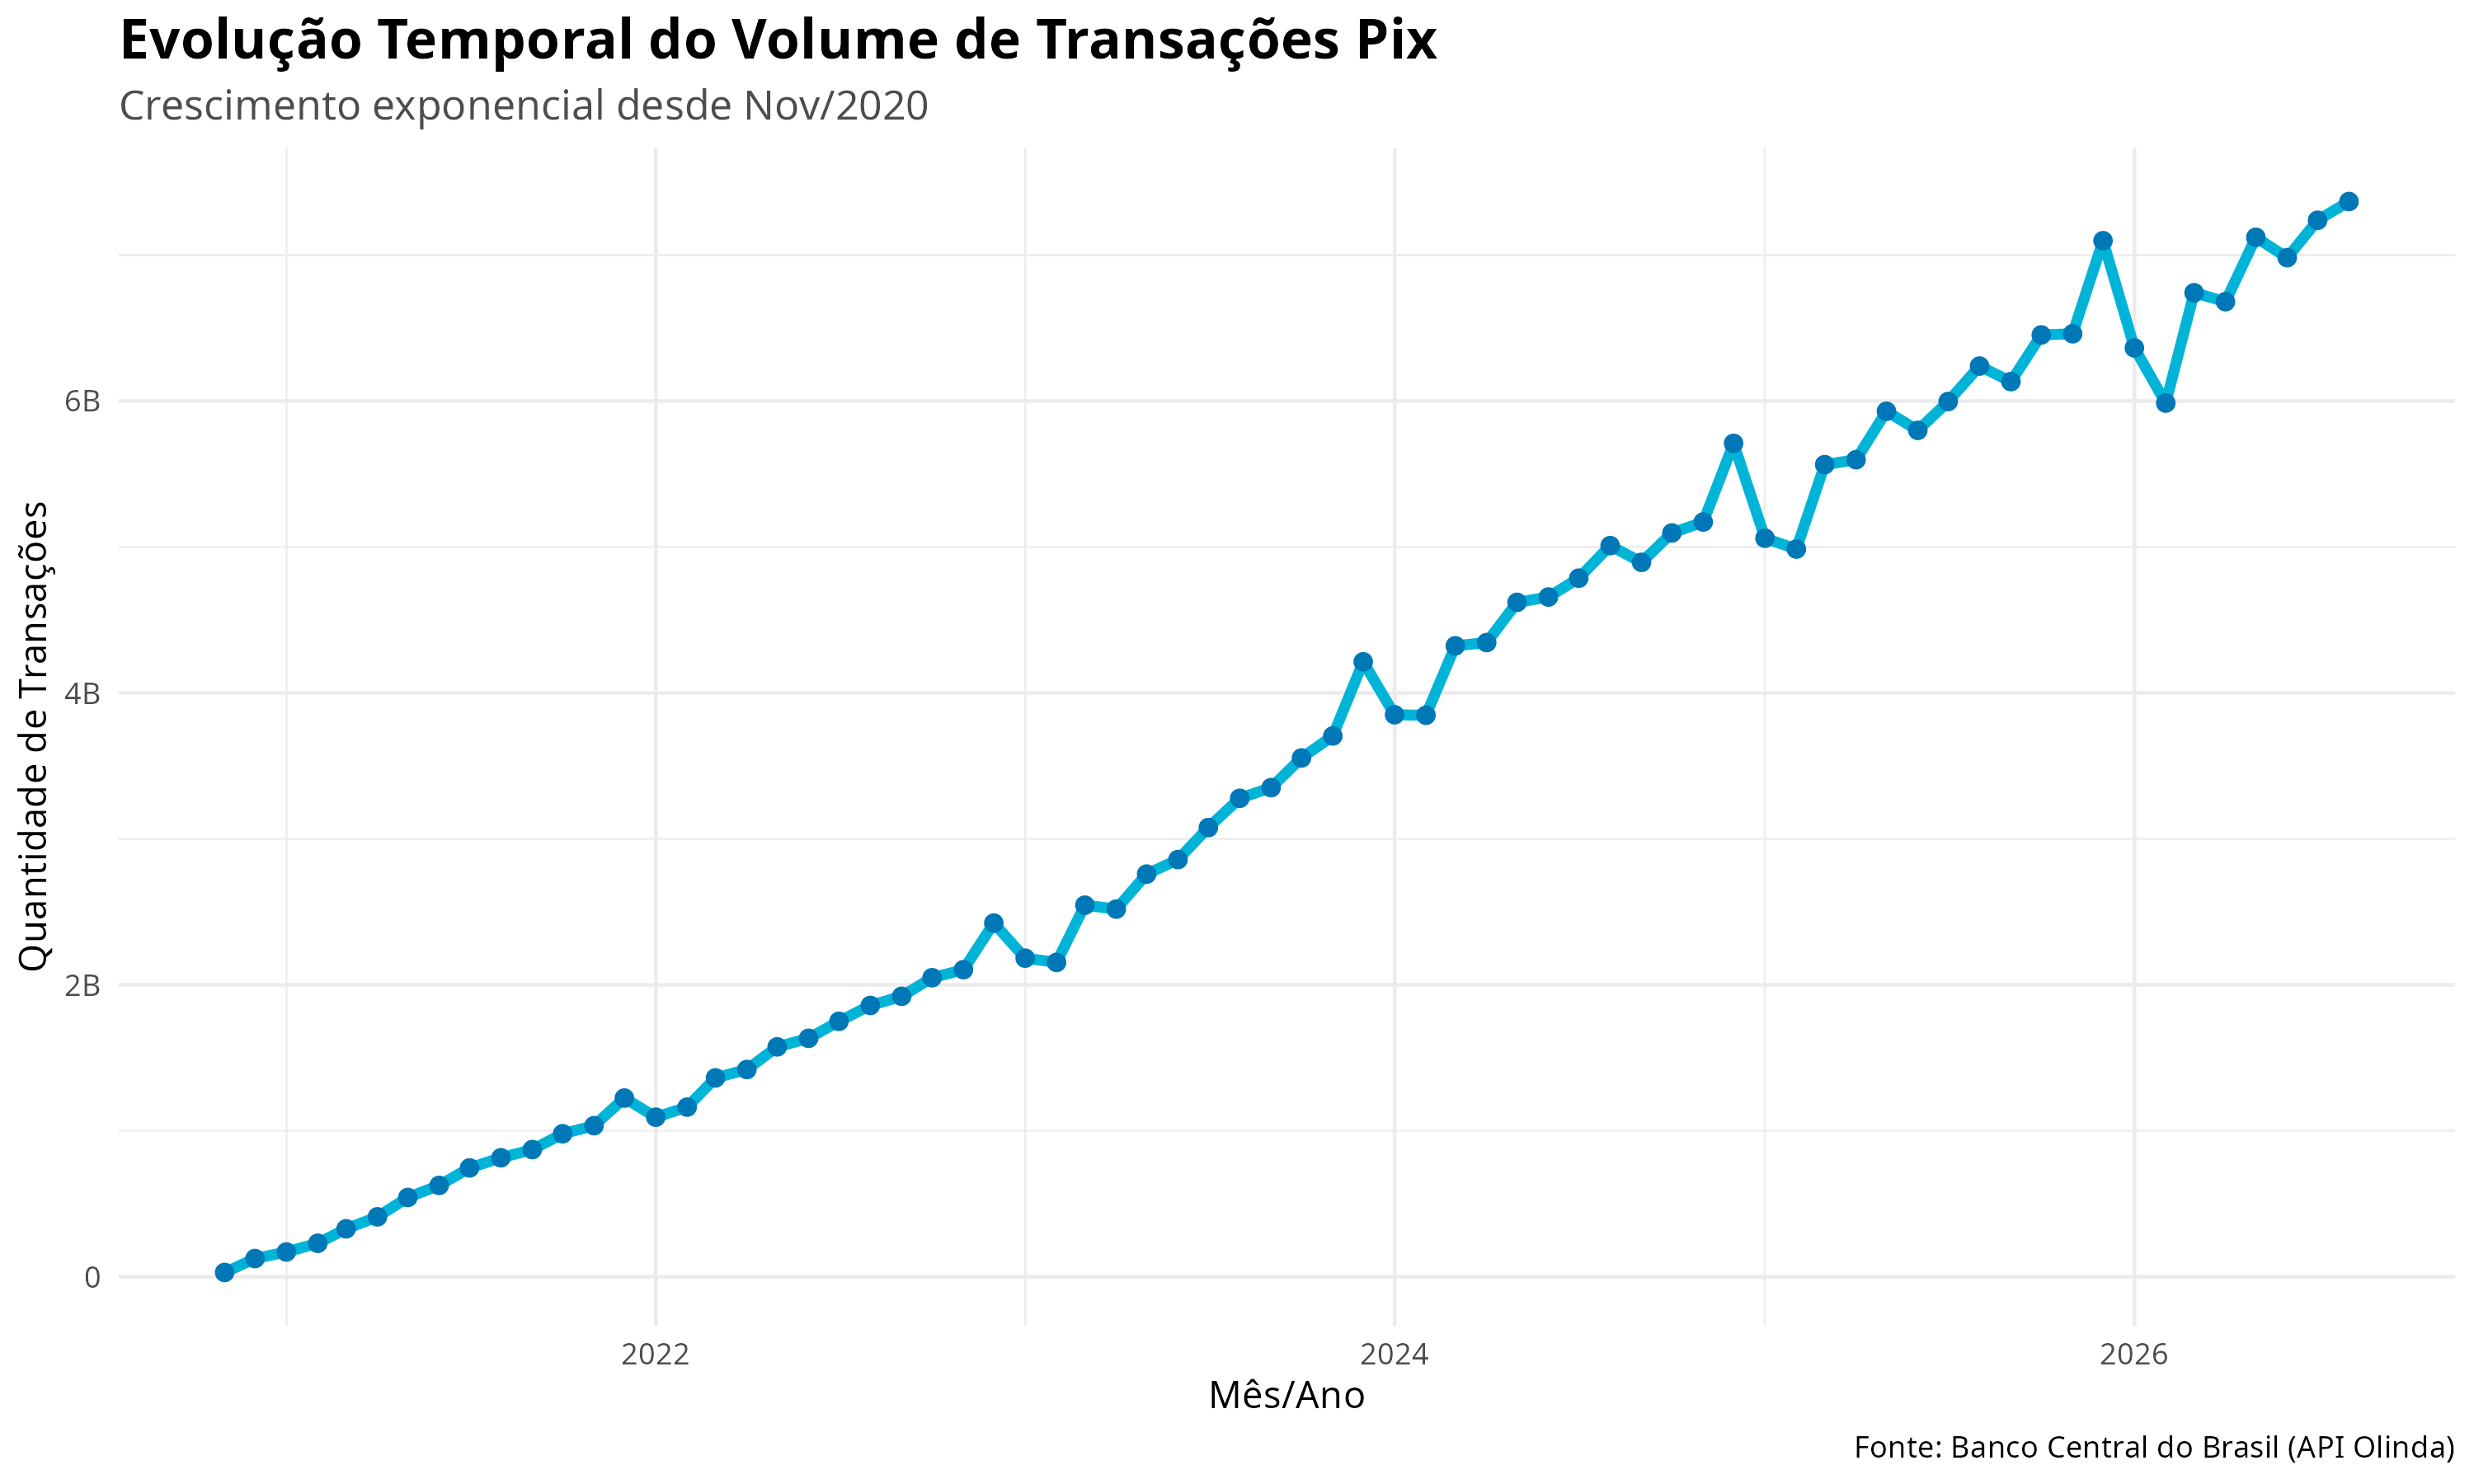 Evolução Temporal do Volume de Transações Pix
Crescimento exponencial desde Nov/2020
Quantidade de Transações
6B
4B
2B
0
2022
2024
2026
Mês/Ano
Fonte: Banco Central do Brasil (API Olinda)